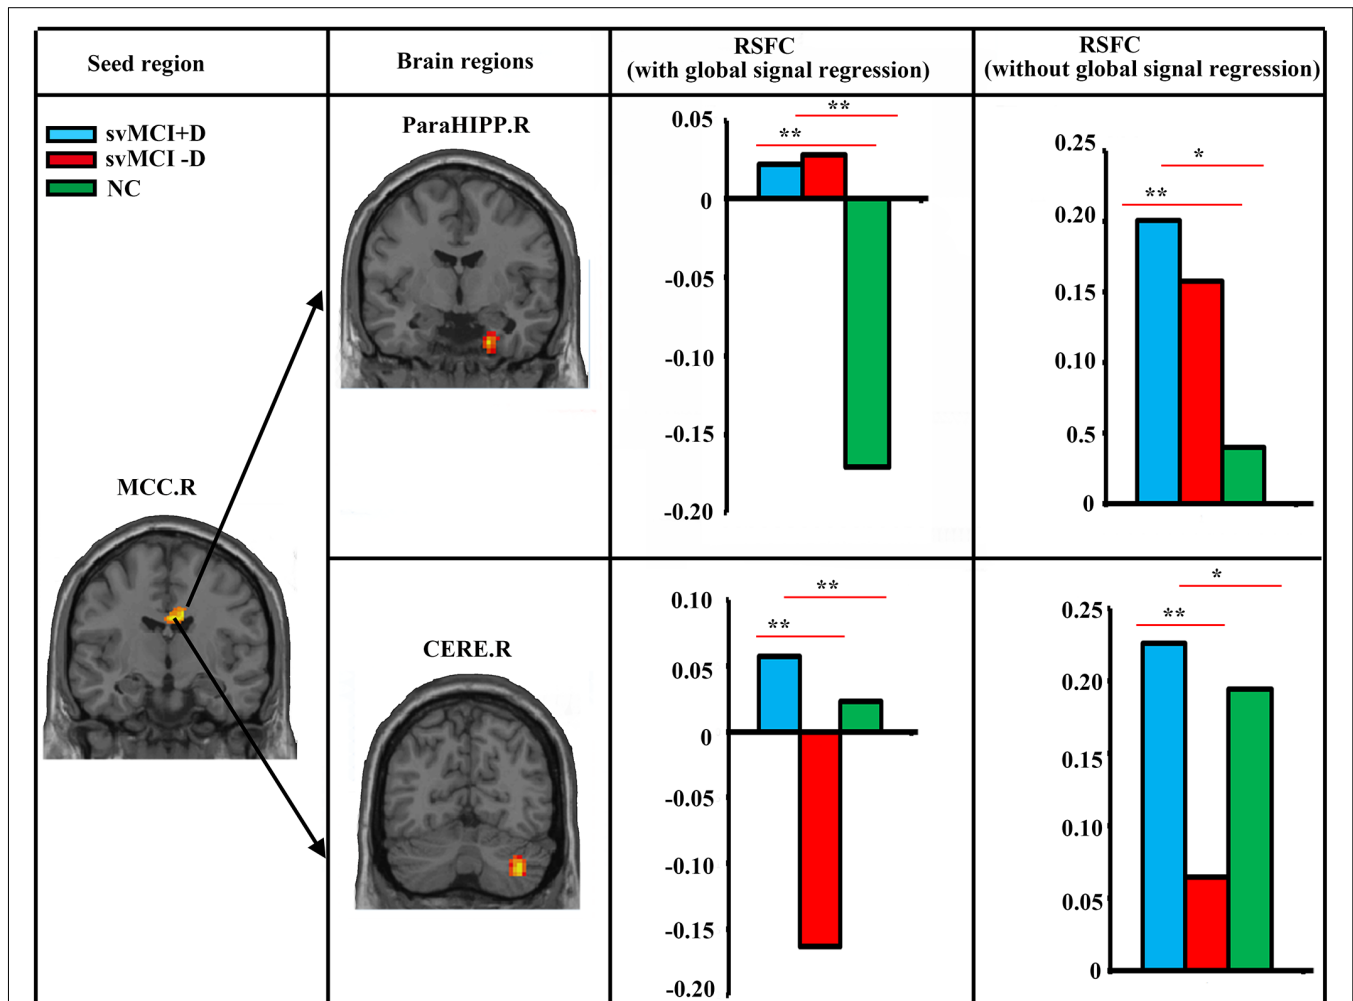 Seed region
Brain regions
RSFC
(with global signal regression)
RSFC
(without global signal regression)
svMCI+D
svMCI -D
NC
MCC.R
ParaHIPP.R
0.05
0
-0.05
-0.10
-0.15
-0.20
**
**
0.25
0.20
0.15
0.10
0.5
0
*
**
CERE.R
0.10
0.05
0
-0.05
-0.10
-0.15
-0.20
**
**
0.25
0.20
0.15
0.10
0.05
0
*
**